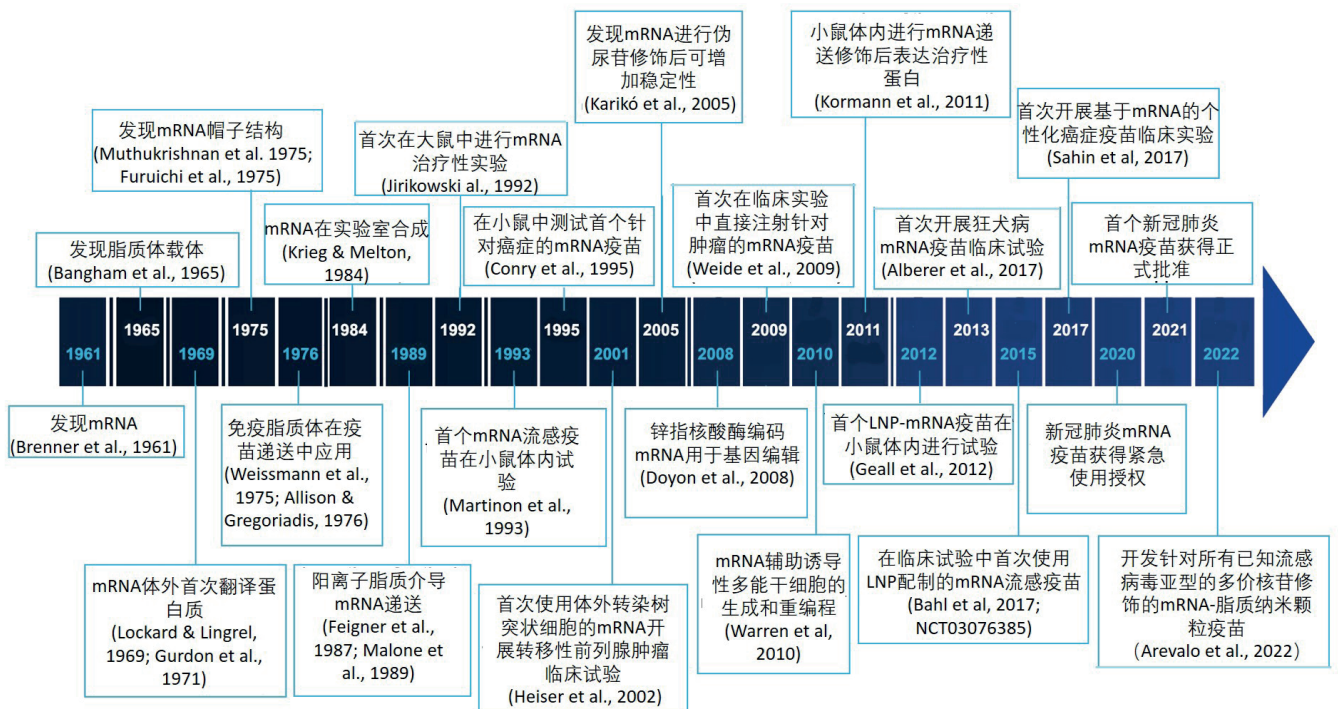 发现mRNA进行伪
尿苷修饰后可增
加稳定性
(Karikó et al., 2005)
小鼠体内进行mRNA递
送修饰后表达治疗性
蛋白
(Kormann et al., 2011)
发现mRNA帽子结构
(Muthukrishnan et al. 1975;
Furuichi et al., 1975)
首次在大鼠中进行mRNA
治疗性实验
(Jirikowski al., 1992)
首次开展基于mRNA的个
性化癌症疫苗临床实验
(Sahin et al, 2017)
发现脂质体载体
(Bangham et al., 1965)
mRNA在实验室合成
(Krieg & Melton,
1984)
在小鼠中测试首个针
对癌症的mRNA疫苗
(Conry et al., 1995)
首次在临床实验
中直接注射针对
肿瘤的mRNA疫苗
(Weide et al., 2009)
首次开展狂犬病
mRNA疫苗临床试验
(Alberer et al., 2017)
首个新冠肺炎
mRNA疫苗获得正
式批准
1965
1975
1984
1992
1995
2005
2009
2011
2013
2017
2021
1961
1969
1976
1989
1993
2001
2008
2010
2012
2015
2020
2022
发现mRNA
(Brenner et al., 1961)
免疫脂质体在疫
苗递送中应用
(Weissmann et al.,
1975; Allison &
Gregoriadis, 1976)
首个mRNA流感疫
苗在小鼠体内试
验
(Martinon et al.,
1993)
锌指核酸酶编码
mRNA用于基因编辑
(Doyon et al., 2008)
首个LNP-mRNA疫苗在
小鼠体内进行试验
(Geall et al., 2012)
新冠肺炎mRNA
疫苗获得紧急
使用授权
mRNA体外首次翻译蛋
白质
(Lockard & Lingrel,
1969; Gurdon et al.,
1971)
阳离子脂质介导
mRNA递送
(Feigner et al.,
1987; Malone et
al., 1989)
首次使用体外转染树
突状细胞的mRNA开
展转移性前列腺肿瘤
临床试验
(Heiser et al., 2002)
mRNA辅助诱导
性多能干细胞的
生成和重编程
(Warren et al,
2010)
在临床试验中首次使用
LNP配制的mRNA流感疫苗
(Bahl et al, 2017;
NCT03076385)
开发针对所有已知流感
病毒亚型的多价核苷修
饰的mRNA-脂质纳米颗
粒疫苗
（Arevalo et al., 2022）